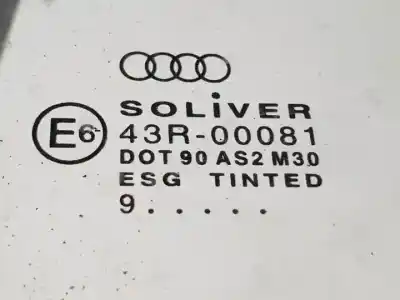 SOLiVER
E6 43R-00081
DOT 90 AS2 M30
ESG TINTED
9.....